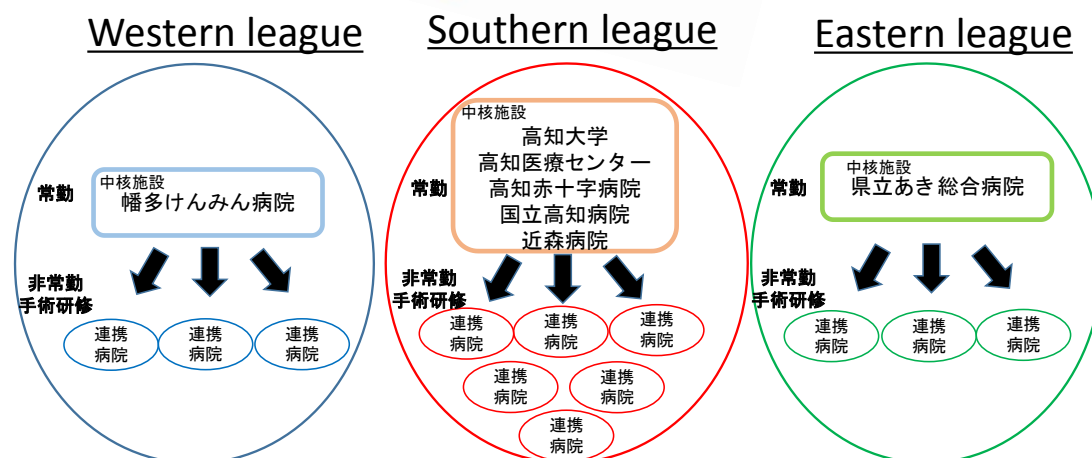 Western league
中核施設
幡多けんみん病院
常勤
非常勤
手術研修
連携
病院
連携
病院
連携
病院
Southern league
中核施設
高知大学
高知医療センター
高知赤十字病院
国立高知病院
近森病院
常勤
非常勤
手術研修
連携
病院
連携
病院
連携
病院
連携
病院
連携
病院
連携
病院
Eastern league
中核施設
県立あき総合病院
常勤
非常勤
手術研修
連携
病院
連携
病院
連携
病院